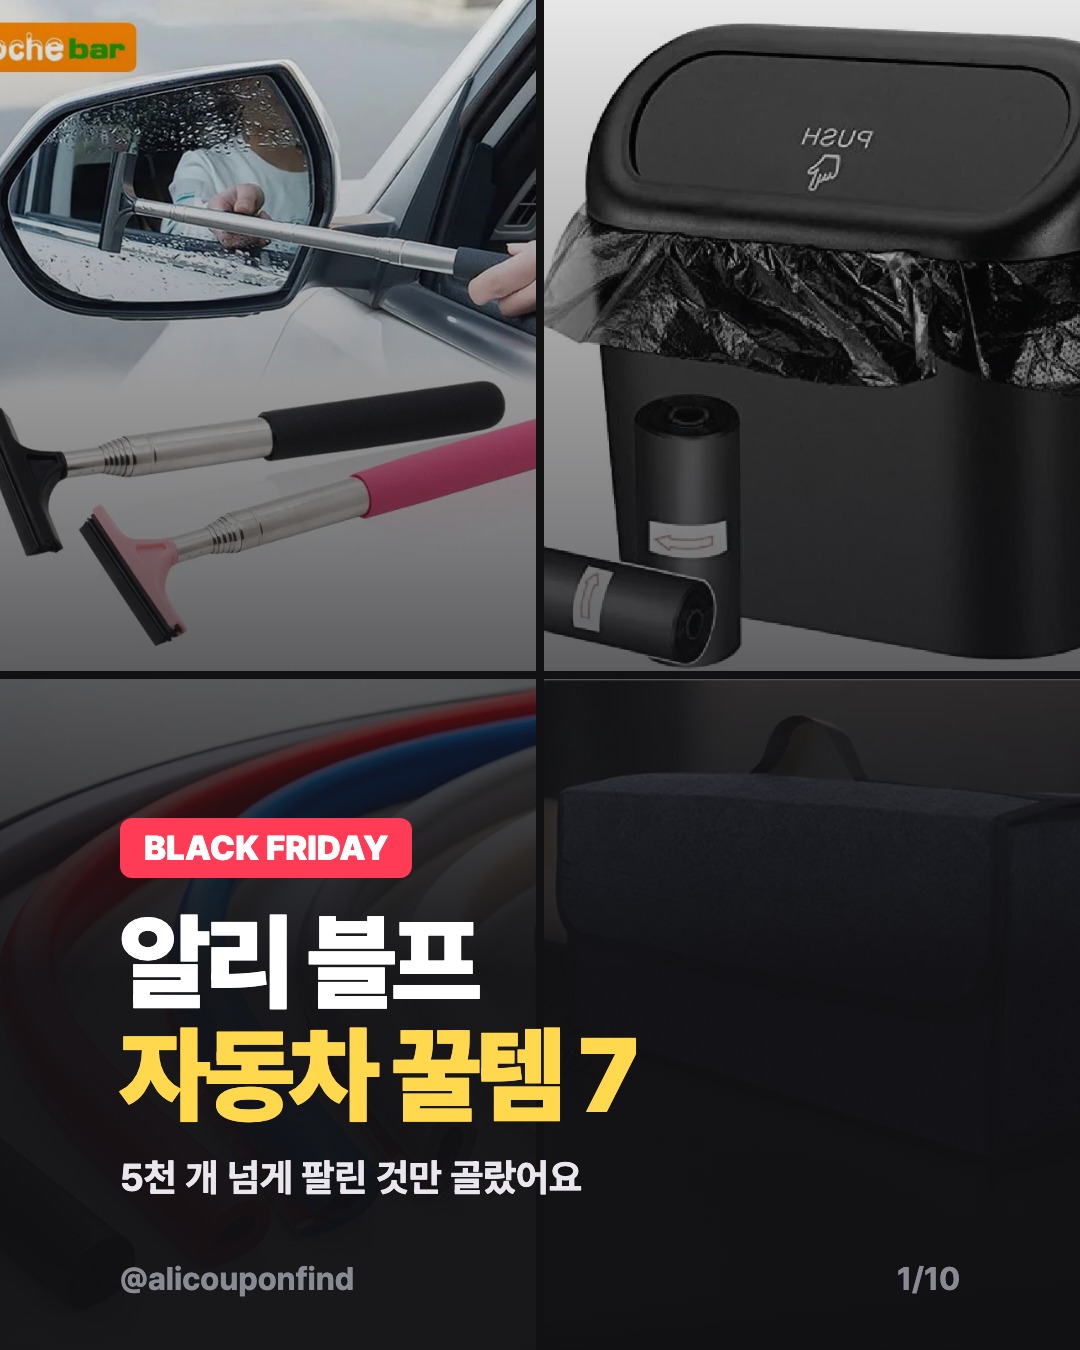 oche bar
PUSH
BLACK FRIDAY
알리 블프
자동차 꿀템 7
5천 개 넘게 팔린 것만 골랐어요
@alicouponfind
1/10